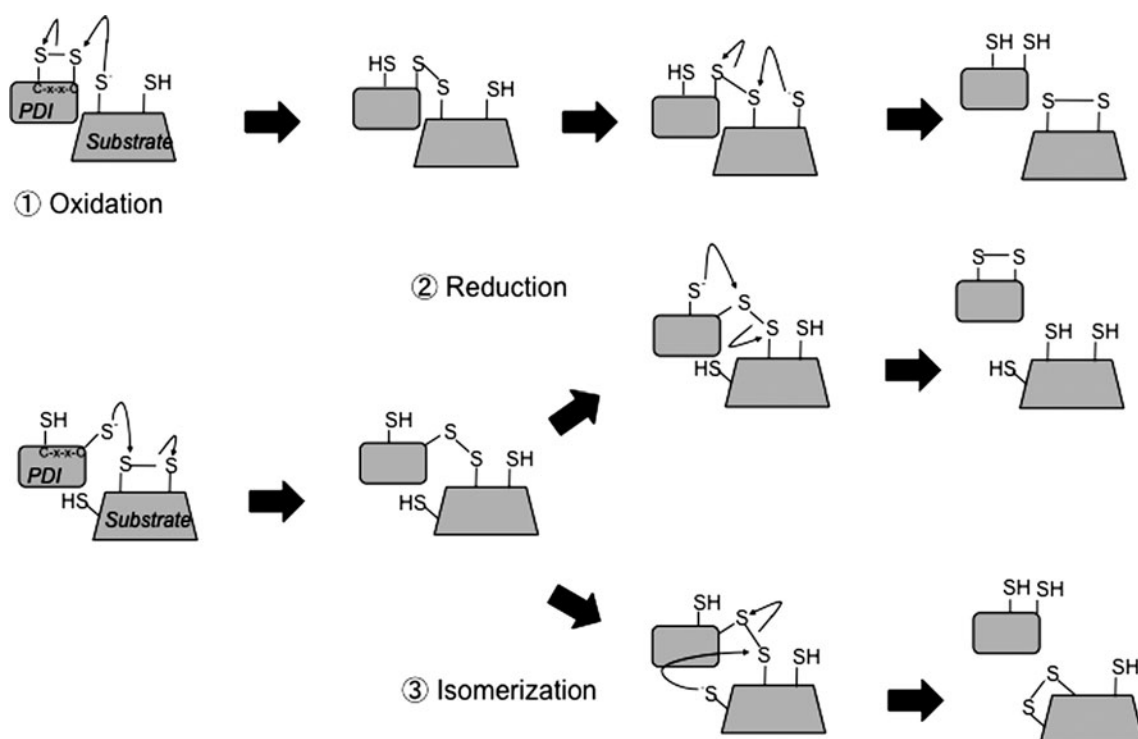 S S
S- SH
C-x-x-C
PDI
Substrate
HS S
S SH
HS S
S S-
SH SH
S S
① Oxidation
② Reduction
S- S
S SH
HS
S S
SH SH
HS
SH S-
C-x-x-C
PDI
S S
HS
Substrate
SH S
S SH
HS
③ Isomerization
SH S
S SH
S-
SH SH
S SH
S